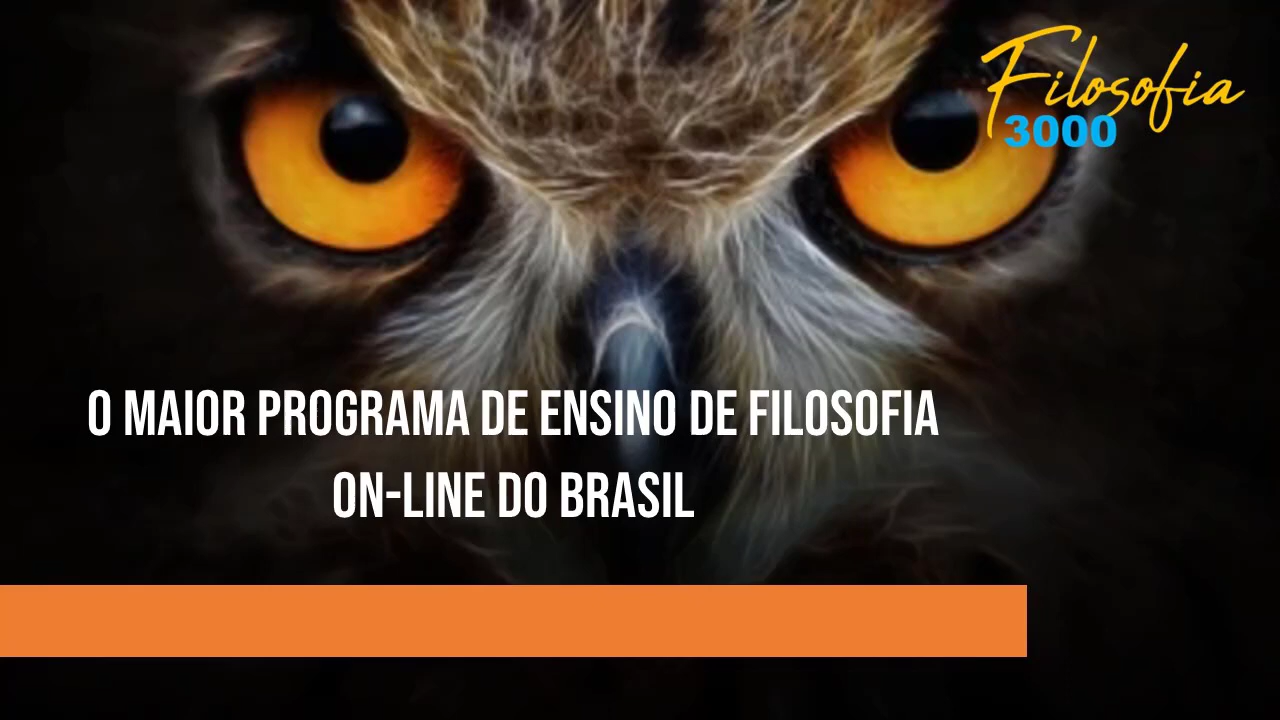 Filosofia
3000
O MAIOR PROGRAMA DE ENSINO DE FILOSOFIA
ON-LINE DO BRASIL